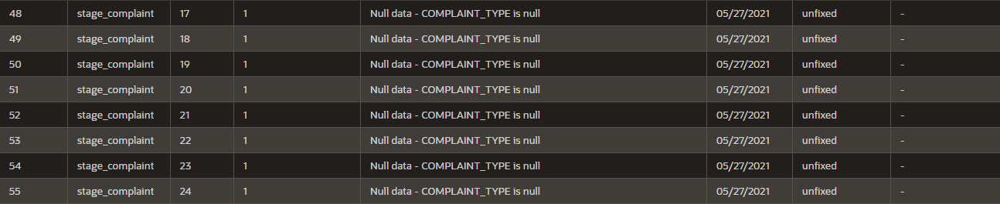 48 stage_complaint 17 1 Null data - COMPLAINT_TYPE is null 05/27/2021 unfixed -
49 stage_complaint 18 1 Null data - COMPLAINT_TYPE is null 05/27/2021 unfixed -
50 stage_complaint 19 1 Null data - COMPLAINT_TYPE is null 05/27/2021 unfixed -
51 stage_complaint 20 1 Null data - COMPLAINT_TYPE is null 05/27/2021 unfixed -
52 stage_complaint 21 1 Null data - COMPLAINT_TYPE is null 05/27/2021 unfixed -
53 stage_complaint 22 1 Null data - COMPLAINT_TYPE is null 05/27/2021 unfixed -
54 stage_complaint 23 1 Null data - COMPLAINT_TYPE is null 05/27/2021 unfixed -
55 stage_complaint 24 1 Null data - COMPLAINT_TYPE is null 05/27/2021 unfixed -